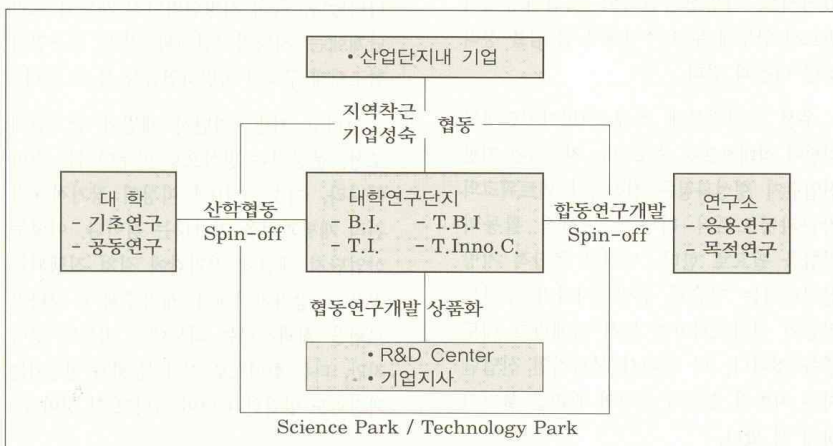 • 산업단지내 기업
지역착근
기업성숙
협동
대 학
- 기초연구
- 공동연구
산학협동
Spin-off
대학연구단지
- B.I. - T.B.I
- T.I. - T.Inno.C.
합동연구개발
Spin-off
연구소
- 응용연구
- 목적연구
협동연구개발 상품화
• R&D Center
• 기업지사
Science Park / Technology Park